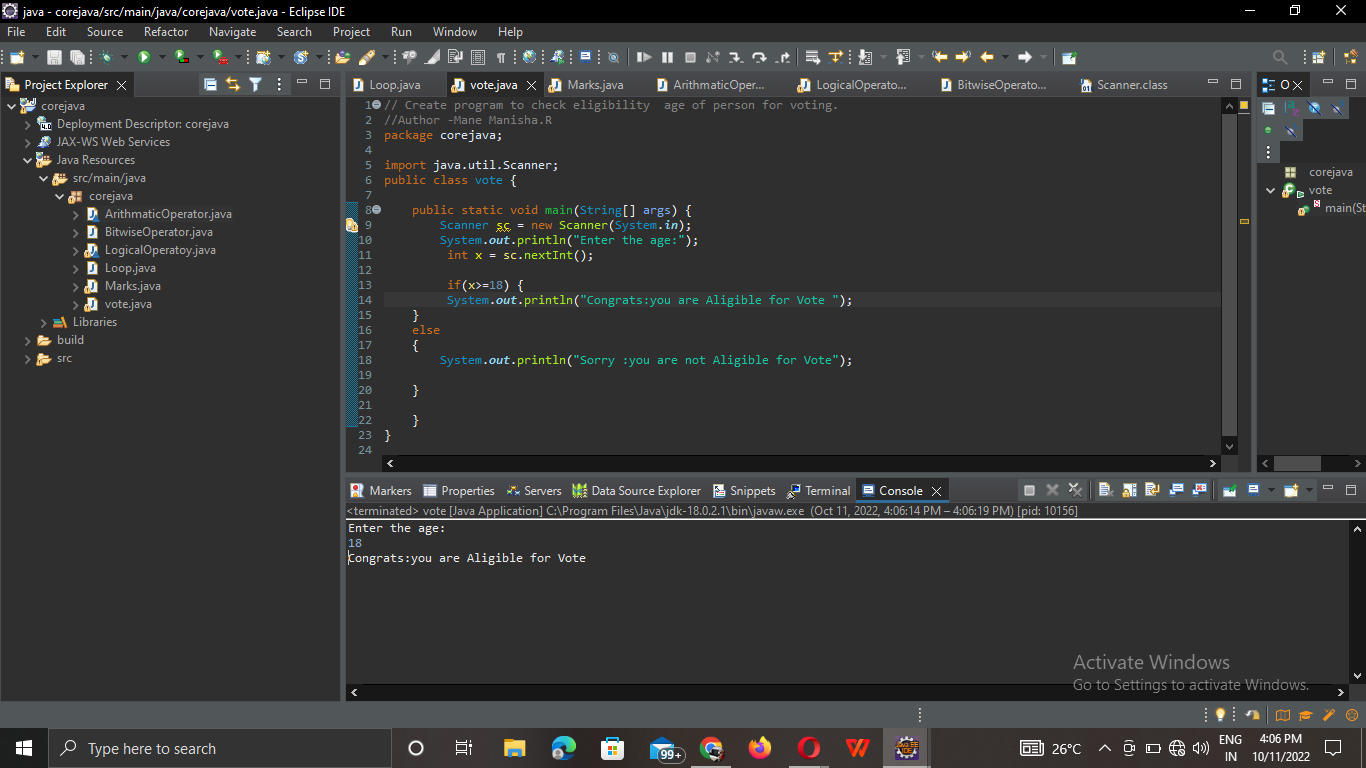 java - corejava/src/main/java/corejava/vote.java - Eclipse IDE
File Edit Source Refactor Navigate Search Project Run Window Help
Project Explorer
corejava
Deployment Descriptor: corejava
JAX-WS Web Services
Java Resources
src/main/java
corejava
ArithmaticOperator.java
BitwiseOperator.java
LogicalOperatoy.java
Loop.java
Marks.java
vote.java
Libraries
build
src
Loop.java vote.java Marks.java ArithmaticOper... LogicalOperato... BitwiseOperato... Scanner.class
1 // Create program to check eligibility age of person for voting.
2 //Author -Mane Manisha.R
3 package corejava;
4
5 import java.util.Scanner;
6 public class vote {
7
8 public static void main(String[] args) {
9 Scanner sc = new Scanner(System.in);
10 System.out.println("Enter the age:");
11 int x = sc.nextInt();
12
13 if(x>=18) {
14 System.out.println("Congrats:you are Aligible for Vote ");
15 }
16 else
17 {
18 System.out.println("Sorry :you are not Aligible for Vote");
19
20 }
21
22 }
23 }
24
O
corejava
vote
main(St
Markers Properties Servers Data Source Explorer Snippets Terminal Console
<terminated> vote [Java Application] C:\Program Files\Java\jdk-18.0.2.1\bin\javaw.exe (Oct 11, 2022, 4:06:14 PM – 4:06:19 PM) [pid: 10156]
Enter the age:
18
Congrats:you are Aligible for Vote
Activate Windows
Go to Settings to activate Windows.
Type here to search
99+
JAVA EE
IDE
26°C
ENG
IN
4:06 PM
10/11/2022